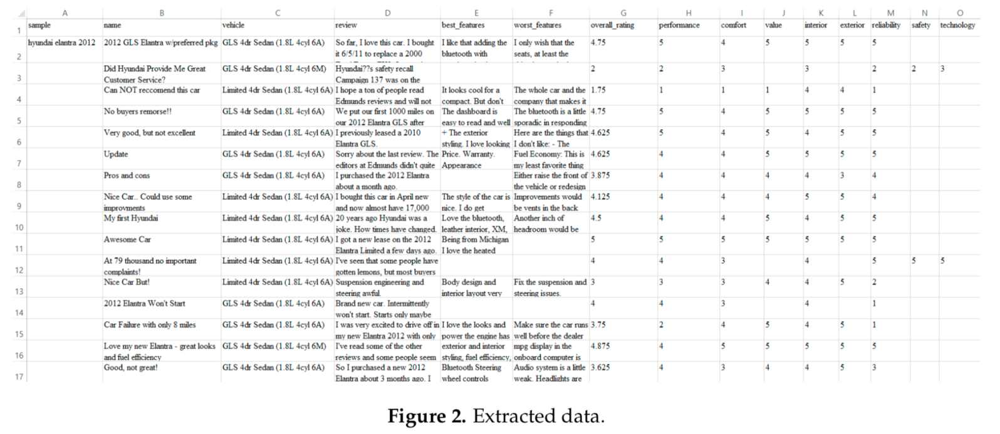 A B C D E F G H I J K L M N O
1 sample name vehicle review best_features worst_features overall_rating performance comfort value interior exterior reliability safety technology
hyundai elantra 2012 2012 GLS Elantra w/preferred pkg GLS 4dr Sedan (1.8L 4cyl 6A) So far, I love this car. I bought I like that adding the I only wish that the 4.75 5 4 5 5 5 5
2 it 6/5/11 to replace a 2000 bluetooth with seats, at least the
Did Hyundai Provide Me Great GLS 4dr Sedan (1.8L 4cyl 6M) Hyundai??s safety recall 2 2 3 3 2 2 3
3 Customer Service? Campaign 137 was on the
Can NOT reccomend this car Limited 4dr Sedan (1.8L 4cyl 6A) I hope a ton of people read It looks cool for a The whole car and the 1.75 1 1 1 4 4 1
4 Edmunds reviews and will not compact. But don't company that makes it
No buyers remorse!! GLS 4dr Sedan (1.8L 4cyl 6A) We put our first 1000 miles on The dashboard is The bluetooth is a little 4.75 5 4 5 5 5 5
5 our 2012 Elantra GLS after easy to read and well sporadic in responding
Very good, but not excellent Limited 4dr Sedan (1.8L 4cyl 6A) I previously leased a 2010 + The exterior Here are the things that 4.625 5 4 5 4 5 5
6 Elantra GLS. styling. I love looking I don't like: - The
Update GLS 4dr Sedan (1.8L 4cyl 6A) Sorry about the last review. The Price. Warranty. Fuel Economy: This is 4.625 4 4 5 5 5 5
7 editors at Edmunds didn't quite Appearance my least favorite thing
Pros and cons GLS 4dr Sedan (1.8L 4cyl 6A) I purchased the 2012 Elantra Either raise the front of 3.875 4 4 4 4 3 4
8 about a month ago. the vehicle or redesign
Nice Car.. Could use some Limited 4dr Sedan (1.8L 4cyl 6A) I bought this car in April new The style of the car is Improvements would 4.125 4 4 4 5 5 4
9 improvments and now almost have 17,000 nice. I do get be vents in the back
My first Hyundai Limited 4dr Sedan (1.8L 4cyl 6A) 20 years ago Hyundai was a Love the bluetooth, Another inch of 4.5 4 4 5 4 5 5
10 joke. How times have changed. leather interior, XM, headroom would be
Awesome Car Limited 4dr Sedan (1.8L 4cyl 6A) I got a new lease on the 2012 Being from Michigan 5 5 5 5 5 5 5
11 Elantra Limited a few days ago. I love the heated
At 79 thousand no important Limited 4dr Sedan (1.8L 4cyl 6A) I've seen that some people have 4 4 3 4 5 5 5
12 complaints! gotten lemons, but most buyers
Nice Car But! Limited 4dr Sedan (1.8L 4cyl 6A) Suspension engineering and Body design and Fix the suspension and 3 3 3 4 4 5 2
13 steering awful. interior layout very steering issues.
2012 Elantra Won't Start GLS 4dr Sedan (1.8L 4cyl 6A) Brand new car. Intermittently 4 4 3 4 1
14 won't start. Starts only maybe
Car Failure with only 8 miles GLS 4dr Sedan (1.8L 4cyl 6A) I was very excited to drive off in I love the looks and Make sure the car runs 3.75 2 4 5 4 5 1
15 my new Elantra 2012 with only power the engine has well before the dealer
Love my new Elantra - great looks GLS 4dr Sedan (1.8L 4cyl 6M) I've read some of the other exterior and interior mpg display in the 4.875 4 5 5 5 5 5
16 and fuel efficiency reviews and some people seem styling, fuel efficiency, onboard computer is
Good, not great! GLS 4dr Sedan (1.8L 4cyl 6A) So I purchased a new 2012 Bluetooth Steering Audio system is a little 3.625 4 3 4 4 5 3
17 Elantra about 3 months ago. I wheel controls weak. Headlights are
Figure 2. Extracted data.